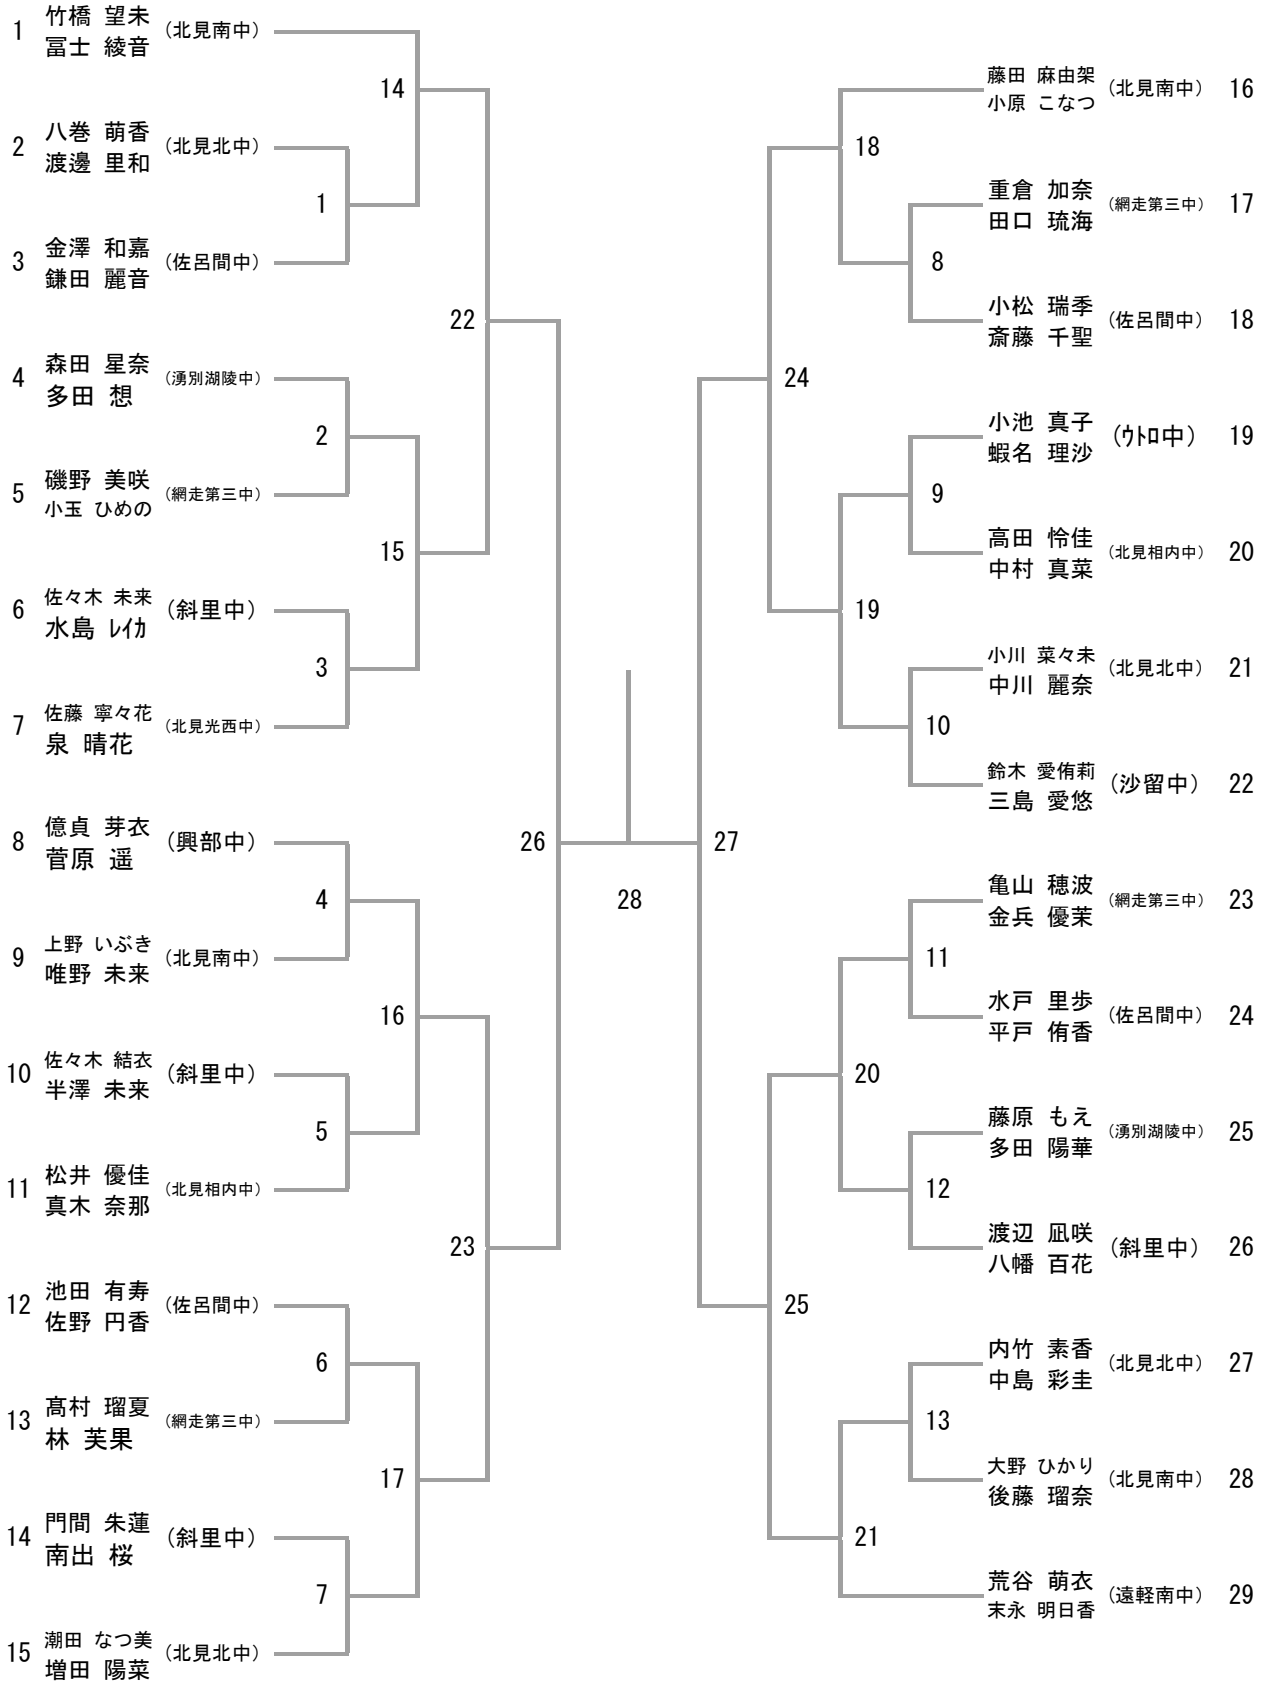 1 竹橋 望未 (北見南中)
冨士 綾音
2 八巻 萌香 (北見北中)
渡邊 里和
3 金澤 和嘉 (佐呂間中)
鎌田 麗音
4 森田 星奈 (湧別湖陵中)
多田 想
5 磯野 美咲 (網走第三中)
小玉 ひめの
6 佐々木 未来 (斜里中)
水島 ﾚｲｶ
7 佐藤 寧々花 (北見光西中)
泉 晴花
8 億貞 芽衣 (興部中)
菅原 遥
9 上野 いぶき (北見南中)
唯野 未来
10 佐々木 結衣 (斜里中)
半澤 未来
11 松井 優佳 (北見相内中)
真木 奈那
12 池田 有寿 (佐呂間中)
佐野 円香
13 髙村 瑠夏 (網走第三中)
林 芙果
14 門間 朱蓮 (斜里中)
南出 桜
15 潮田 なつ美 (北見北中)
増田 陽菜
1
2
3
4
5
6
7
14
15
16
17
22
23
26
28
27
24
25
18
19
20
21
8
9
10
11
12
13
藤田 麻由架 (北見南中) 16
小原 こなつ
重倉 加奈 (網走第三中) 17
田口 琉海
小松 瑞季 (佐呂間中) 18
斎藤 千聖
小池 真子 (ｳﾄﾛ中) 19
蝦名 理沙
高田 怜佳 (北見相内中) 20
中村 真菜
小川 菜々未 (北見北中) 21
中川 麗奈
鈴木 愛侑莉 (沙留中) 22
三島 愛悠
亀山 穂波 (網走第三中) 23
金兵 優茉
水戸 里歩 (佐呂間中) 24
平戸 侑香
藤原 もえ (湧別湖陵中) 25
多田 陽華
渡辺 凪咲 (斜里中) 26
八幡 百花
内竹 素香 (北見北中) 27
中島 彩圭
大野 ひかり (北見南中) 28
後藤 瑠奈
荒谷 萌衣 (遠軽南中) 29
末永 明日香